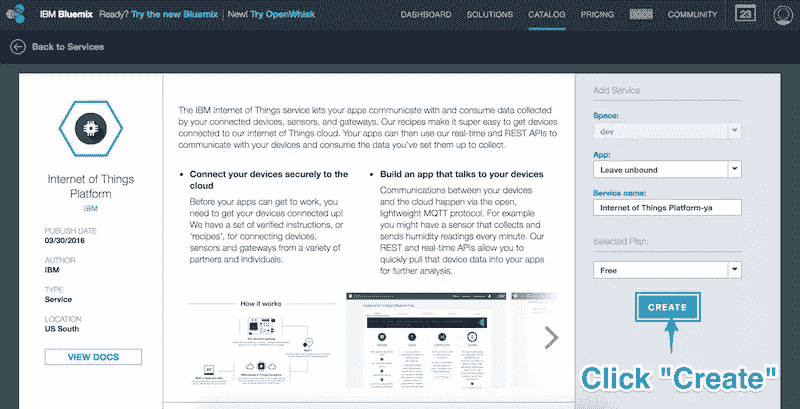 IBM Bluemix Ready? Try the new Bluemix New! Try OpenWhisk
DASHBOARD SOLUTIONS CATALOG PRICING COMMUNITY 23
Back to Services
Internet of Things
Platform
IBM
PUBLISH DATE
03/30/2016
AUTHOR
IBM
TYPE
Service
LOCATION
US South
VIEW DOCS
The IBM Internet of Things service lets your apps communicate with and consume data collected
by your connected devices, sensors, and gateways. Our recipes make it super easy to get devices
connected to our Internet of Things cloud. Your apps can then use our real-time and REST APIs to
communicate with your devices and consume the data you've set them up to collect.
Connect your devices securely to the
cloud
Before your apps can get to work, you
need to get your devices connected up!
We have a set of verified instructions, or
'recipes', for connecting devices,
sensors and gateways from a variety of
partners and individuals.
Build an app that talks to your devices
Communications between your devices
and the cloud happen via the open,
lightweight MQTT protocol. For example
you might have a sensor that collects and
sends humidity readings every minute. Our
REST and real-time APIs allow you to
quickly pull that device data into your apps
for further analysis.
How it works
Add Service
Space:
dev
App:
Leave unbound
Service name:
Internet of Things Platform-ya
Selected Plan:
Free
CREATE
Click "Create"